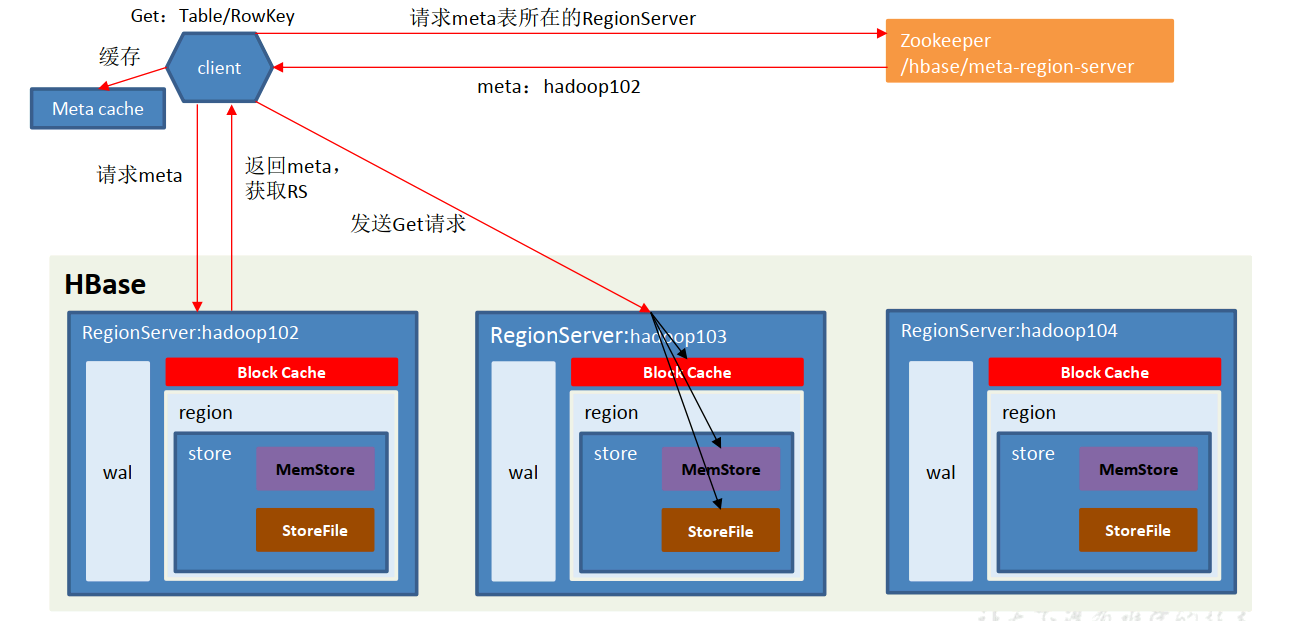 Get：Table/RowKey
请求meta表所在的RegionServer
缓存
client
Zookeeper
/hbase/meta-region-server
meta：hadoop102
Meta cache
请求meta
返回meta，
获取RS
发送Get请求
HBase
RegionServer:hadoop102
Block Cache
region
store
wal
MemStore
StoreFile
RegionServer:hadoop103
Block Cache
region
store
wal
MemStore
StoreFile
RegionServer:hadoop104
Block Cache
region
store
wal
MemStore
StoreFile